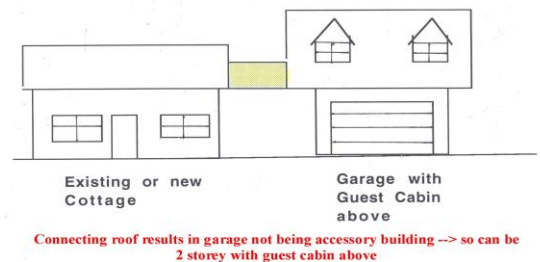 Existing or new
Cottage
Garage with
Guest Cabin
above
Connecting roof results in garage not being accessory building --> so can be
2 storey with guest cabin above